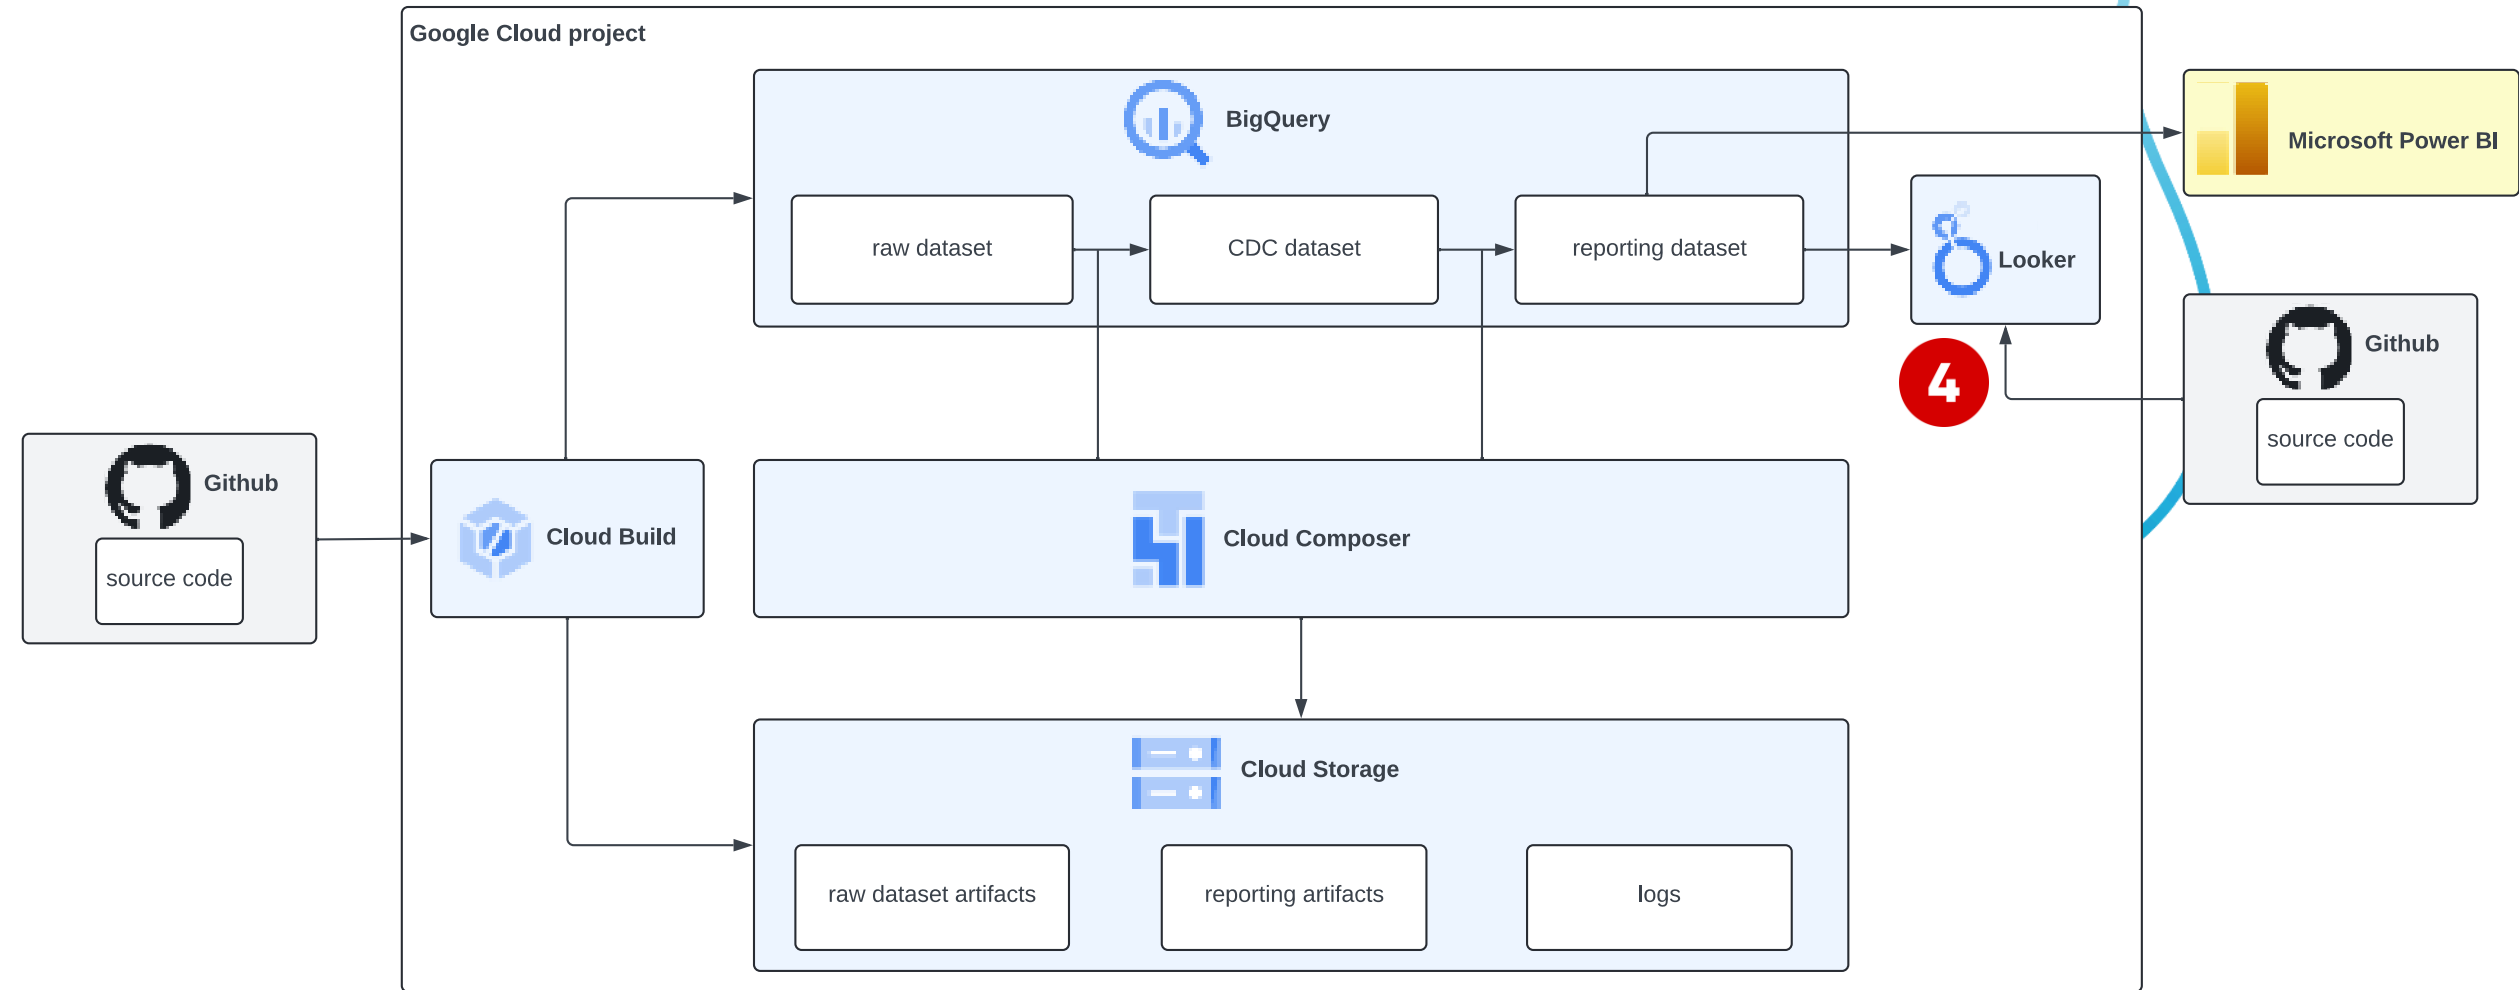 Google Cloud project
BigQuery
Microsoft Power BI
raw dataset
CDC dataset
reporting dataset
Looker
Github
4
source code
Github
source code
Cloud Build
Cloud Composer
Cloud Storage
raw dataset artifacts
reporting artifacts
logs